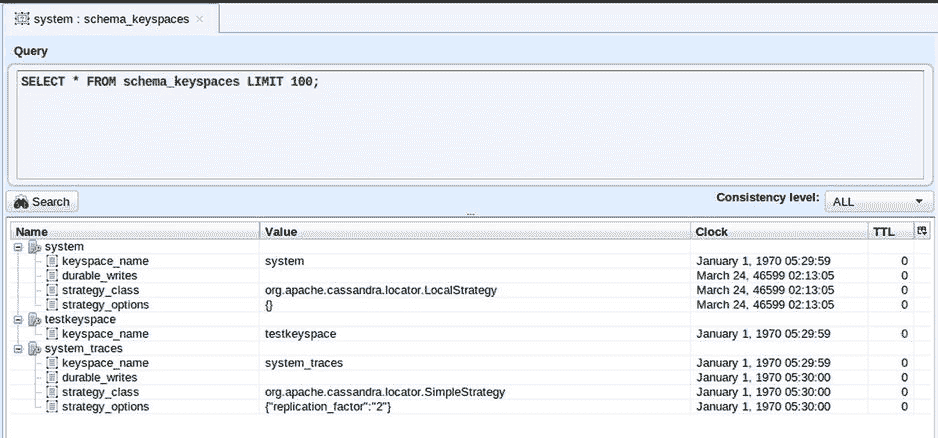 system : schema_keyspaces
Query
SELECT * FROM schema_keyspaces LIMIT 100;
Search
Consistency level: ALL
Name Value Clock TTL
system
keyspace_name system January 1, 1970 05:29:59 0
durable_writes March 24, 46599 02:13:05 0
strategy_class org.apache.cassandra.locator.LocalStrategy March 24, 46599 02:13:05 0
strategy_options {} March 24, 46599 02:13:05 0
testkeyspace
keyspace_name testkeyspace January 1, 1970 05:29:59 0
system_traces
keyspace_name system_traces January 1, 1970 05:29:59 0
durable_writes January 1, 1970 05:30:00 0
strategy_class org.apache.cassandra.locator.SimpleStrategy January 1, 1970 05:30:00 0
strategy_options {"replication_factor":"2"} January 1, 1970 05:30:00 0